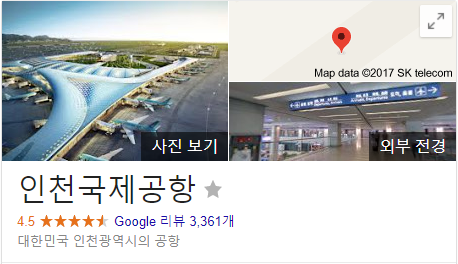 Map data ©2017 SK telecom
사진 보기
외부 전경
인천국제공항
4.5 Google 리뷰 3,361개
대한민국 인천광역시의 공항